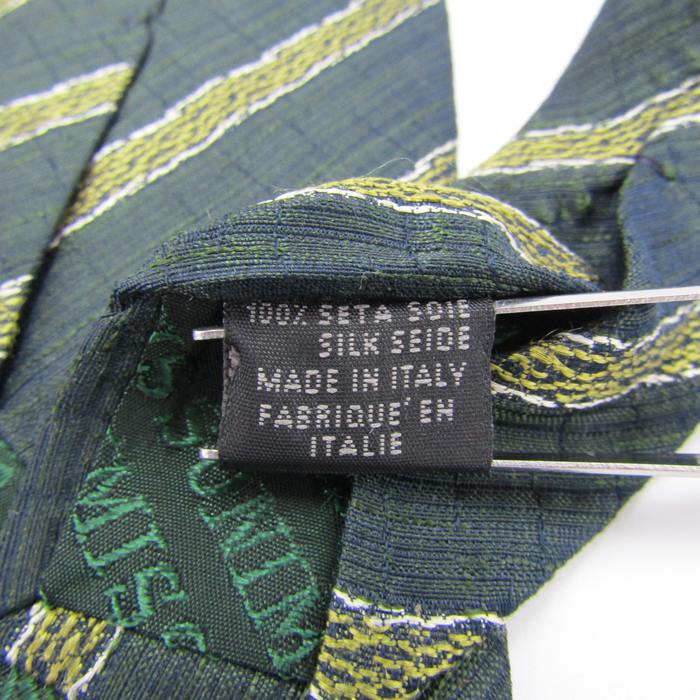 100% SETA SOIE
SILK SEIDE
MADE IN ITALY
FABRIQUE' EN
ITALIE